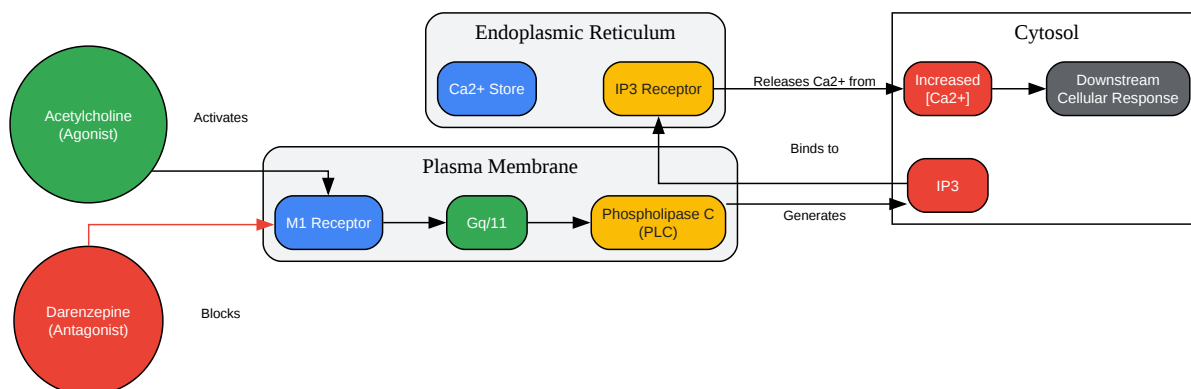 Endoplasmic Reticulum
Ca2+ Store
IP3 Receptor
Releases Ca2+ from
Cytosol
Increased
[Ca2+]
Downstream
Cellular Response
Acetylcholine
(Agonist)
Activates
Binds to
Plasma Membrane
M1 Receptor
Gq/11
Phospholipase C
(PLC)
Generates
IP3
Darenzepine
(Antagonist)
Blocks